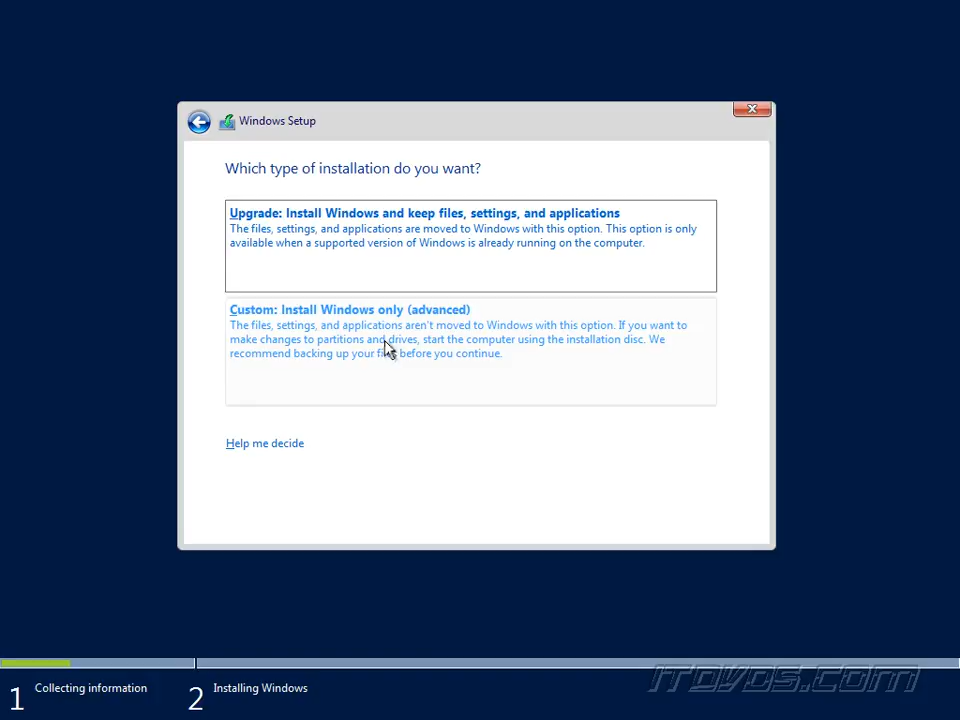 Windows Setup
Which type of installation do you want?
Upgrade: Install Windows and keep files, settings, and applications
The files, settings, and applications are moved to Windows with this option. This option is only
available when a supported version of Windows is already running on the computer.
Custom: Install Windows only (advanced)
The files, settings, and applications aren't moved to Windows with this option. If you want to
make changes to partitions and drives, start the computer using the installation disc. We
recommend backing up your files before you continue.
Help me decide
1 Collecting information
2 Installing Windows
ITDVDS.COM